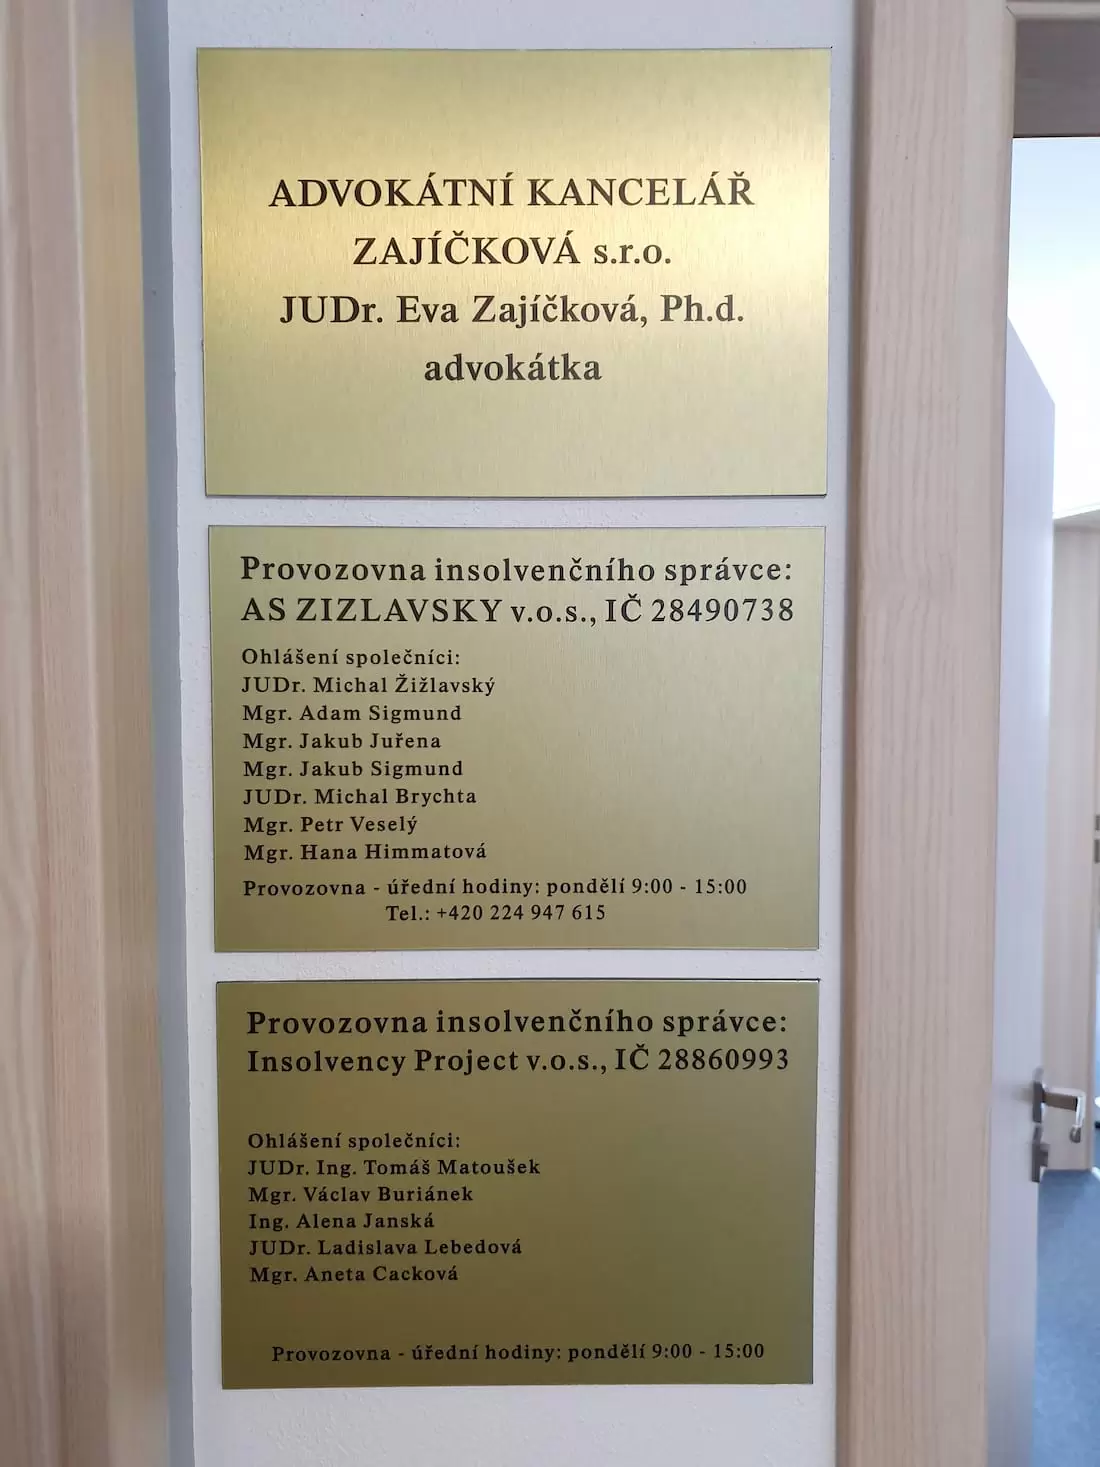 ADVOKÁTNÍ KANCELÁŘ
ZAJÍČKOVÁ s.r.o.
JUDr. Eva Zajíčková, Ph.d.
advokátka
Provozovna insolvenčního správce:
AS ZIZLAVSKY v.o.s., IČ 28490738
Ohlášení společníci:
JUDr. Michal Žižlavský
Mgr. Adam Sigmund
Mgr. Jakub Juřena
Mgr. Jakub Sigmund
JUDr. Michal Brychta
Mgr. Petr Veselý
Mgr. Hana Himmatová
Provozovna - úřední hodiny: pondělí 9:00 - 15:00
Tel.: +420 224 947 615
Provozovna insolvenčního správce:
Insolvency Project v.o.s., IČ 28860993
Ohlášení společníci:
JUDr. Ing. Tomáš Matoušek
Mgr. Václav Buriánek
Ing. Alena Janská
JUDr. Ladislava Lebedová
Mgr. Aneta Cacková
Provozovna - úřední hodiny: pondělí 9:00 - 15:00